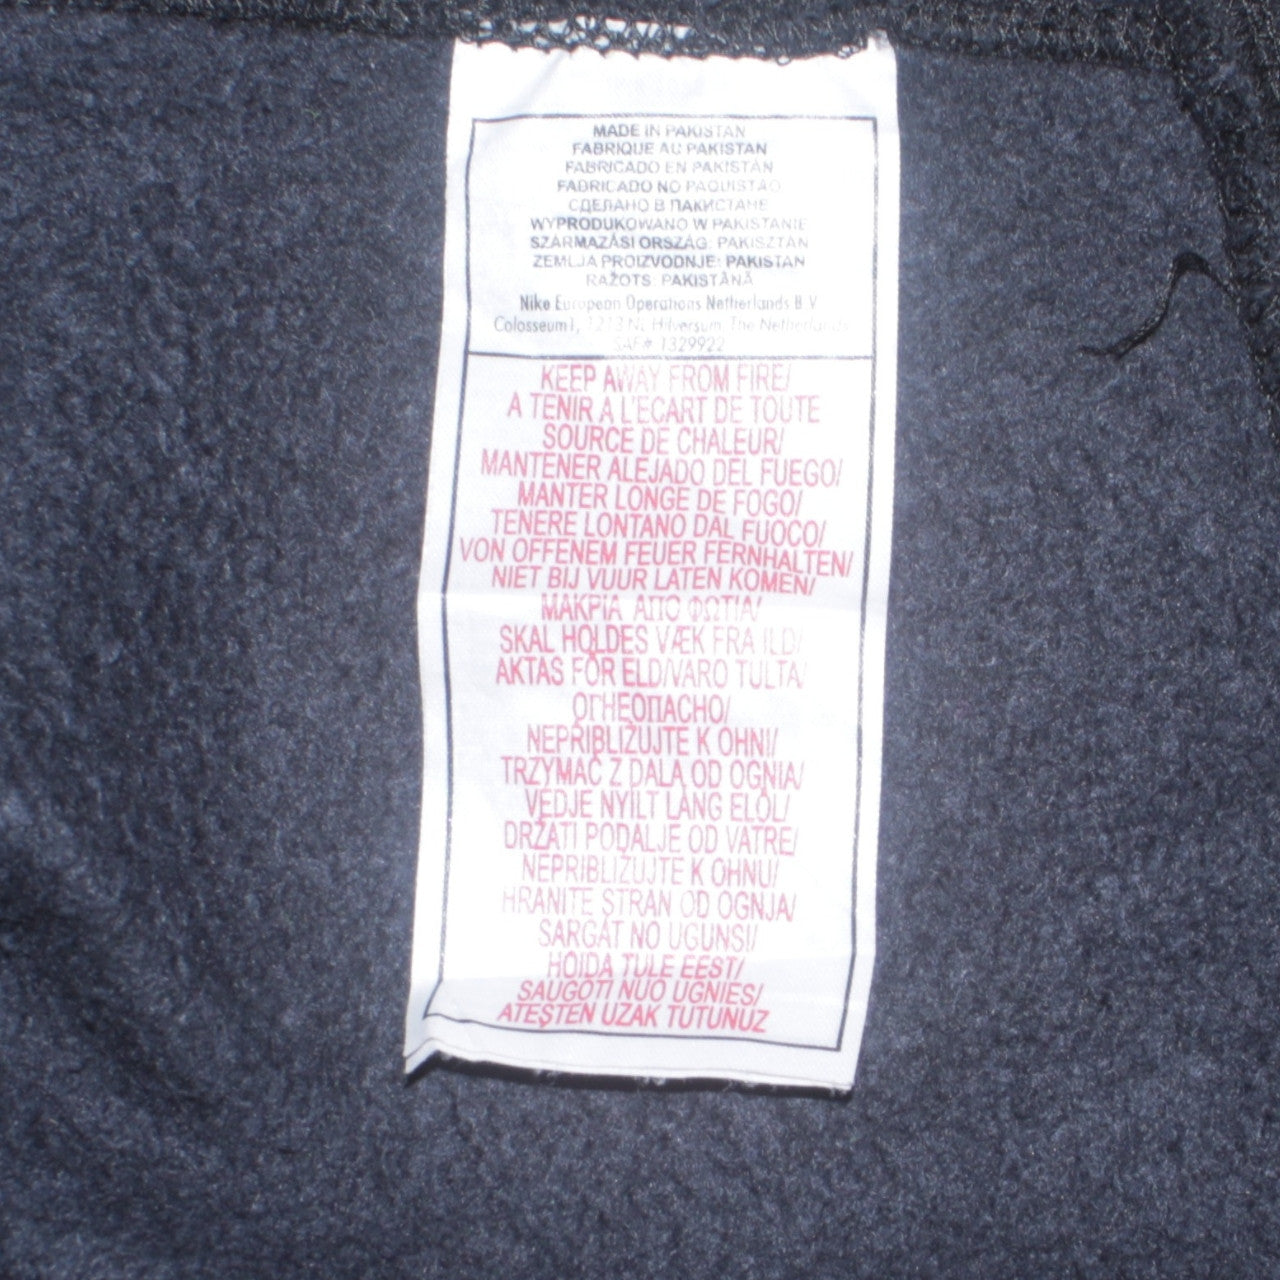 MADE IN PAKISTAN
FABRIQUE AU PAKISTAN
FABRICADO EN PAKISTÁN
FABRICADO NO PAQUISTÃO
СДЕЛАНО В ПАКИСТАНЕ
WYPRODUKOWANO W PAKISTANIE
SZÁRMAZÁSI ORSZÁG: PAKISZTÁN
ZEMLJA PROIZVODNJE: PAKISTAN
RAŽOTS: PAKISTÂNĀ
Nike European Operations Netherlands B.V.
Colosseum1, 1213 NL Hilversum, The Netherlands
SAF# 1329922
KEEP AWAY FROM FIRE/
A TENIR A L'ECART DE TOUTE
SOURCE DE CHALEUR/
MANTENER ALEJADO DEL FUEGO/
MANTER LONGE DE FOGO/
TENERE LONTANO DAL FUOCO/
VON OFFENEM FEUER FERNHALTEN/
NIET BIJ VUUR LATEN KOMEN/
ΜΑΚΡΙΑ ΑΠΟ ΦΩΤΙΑ/
SKAL HOLDES VÆK FRA ILD/
AKTAS FÖR ELD/VARO TULTA/
ОГНЕОПАСНО/
NEPRIBLIŽUJTE K OHNI/
TRZYMAĆ Z DALA OD OGNIA/
VÉDJE NYÍLT LÁNG ELŐL/
DRŽATI PODALJE OD VATRE/
NEPRIBLIŽUJTE K OHNU/
HRANITE STRAN OD OGNJA/
SARGĀT NO UGUNSI/
HOIDA TULE EEST/
SAUGOTI NUO UGNIES/
ATEŞTEN UZAK TUTUNUZ